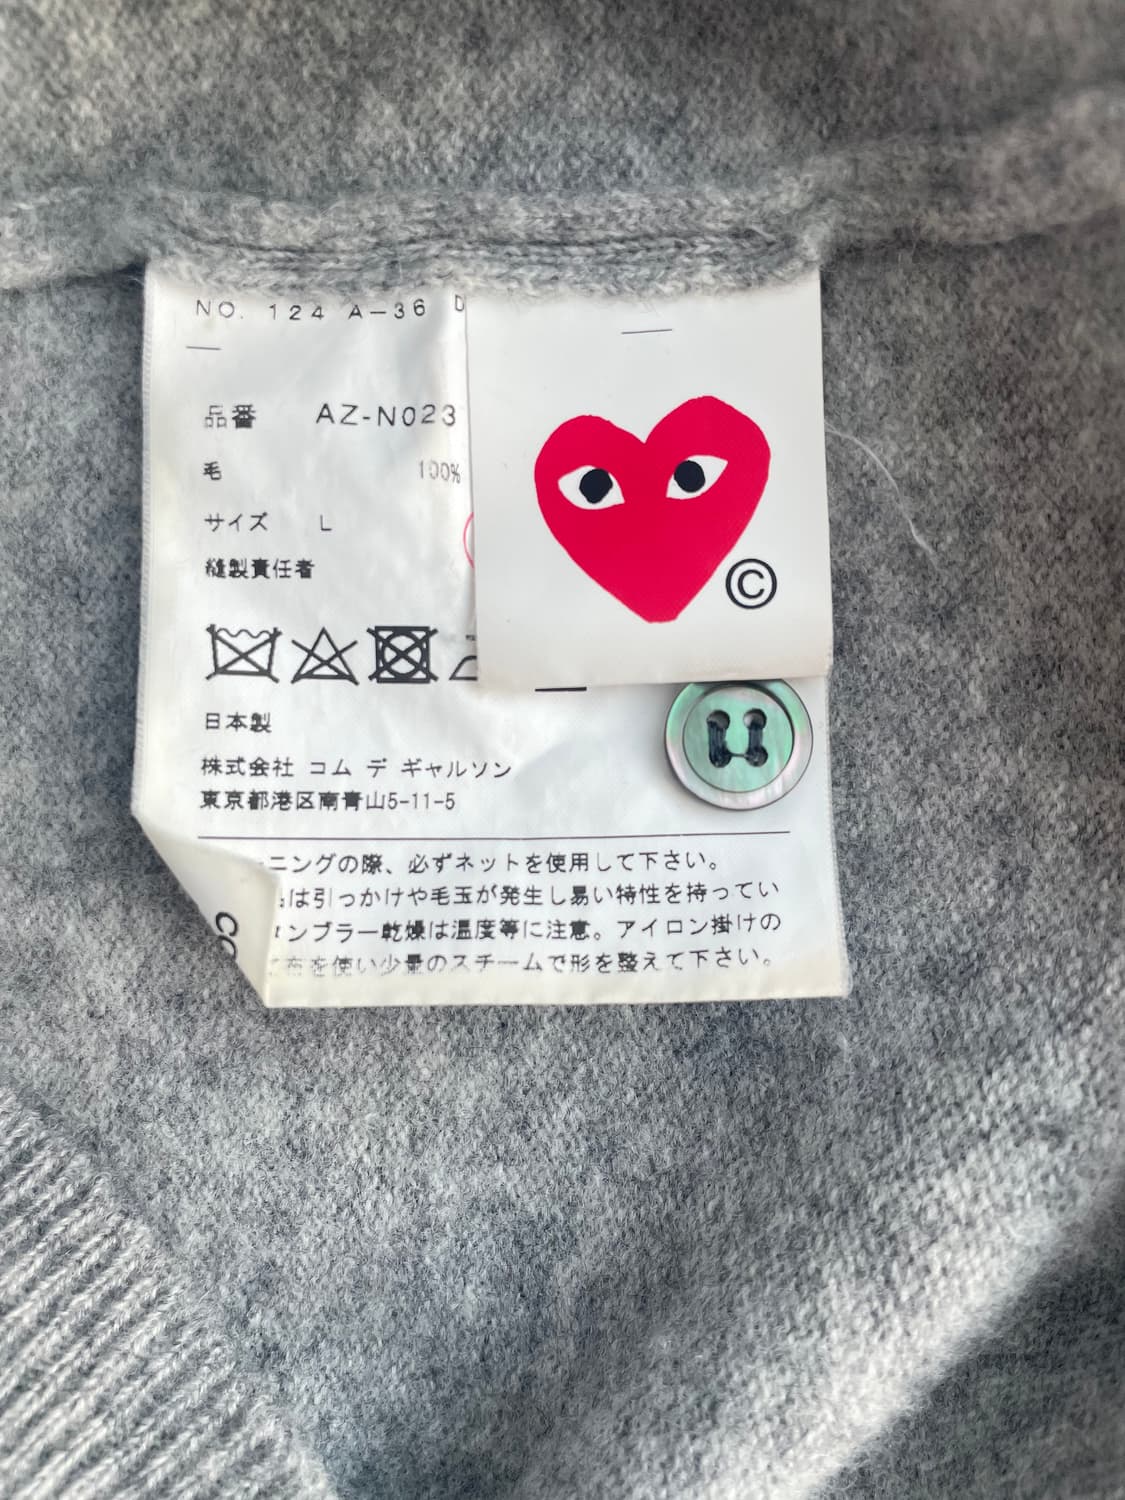 NO. 124 A-36 D
品番 AZ-N023
毛 100%
サイズ L
縫製責任者
©
日本製
株式会社 コム デ ギャルソン
東京都港区南青山5-11-5
ニングの際、必ずネットを使用して下さい。
は引っかけや毛玉が発生し易い特性を持ってい
ンブラー乾燥は温度等に注意。アイロン掛けの
布を使い少量のスチームで形を整えて下さい。
CO